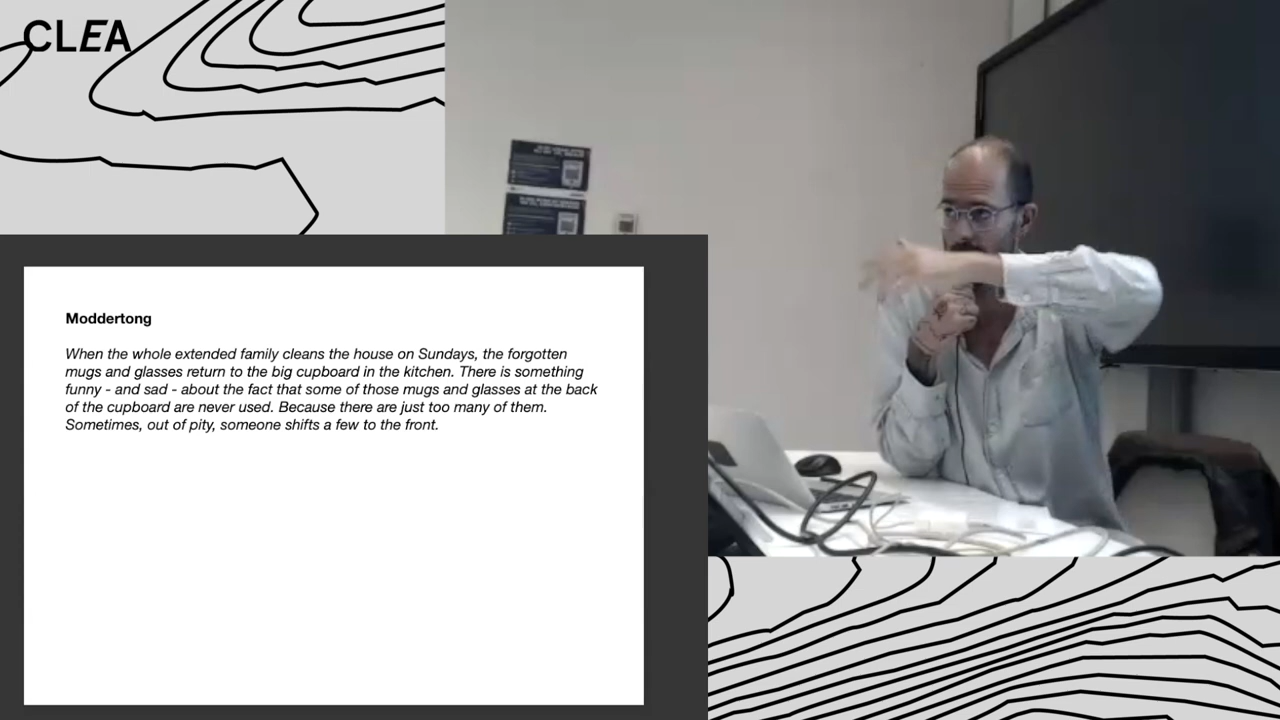 CLEA
Moddertong
When the whole extended family cleans the house on Sundays, the forgotten
mugs and glasses return to the big cupboard in the kitchen. There is something
funny - and sad - about the fact that some of those mugs and glasses at the back
of the cupboard are never used. Because there are just too many of them.
Sometimes, out of pity, someone shifts a few to the front.